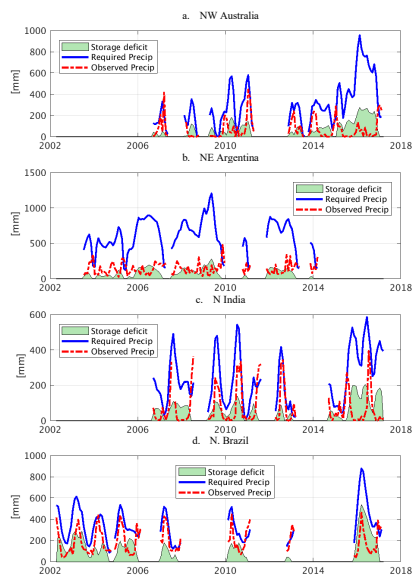 a. NW Australia
1000
800
600
400
200
0
[mm]
Storage deficit
Required Precip
Observed Precip
2002 2006 2010 2014 2018
b. NE Argentina
1500
1000
500
0
[mm]
Storage deficit
Required Precip
Observed Precip
2002 2006 2010 2014 2018
c. N India
600
400
200
0
[mm]
Storage deficit
Required Precip
Observed Precip
2002 2006 2010 2014 2018
d. N. Brazil
1000
800
600
400
200
0
[mm]
Storage deficit
Required Precip
Observed Precip
2002 2006 2010 2014 2018